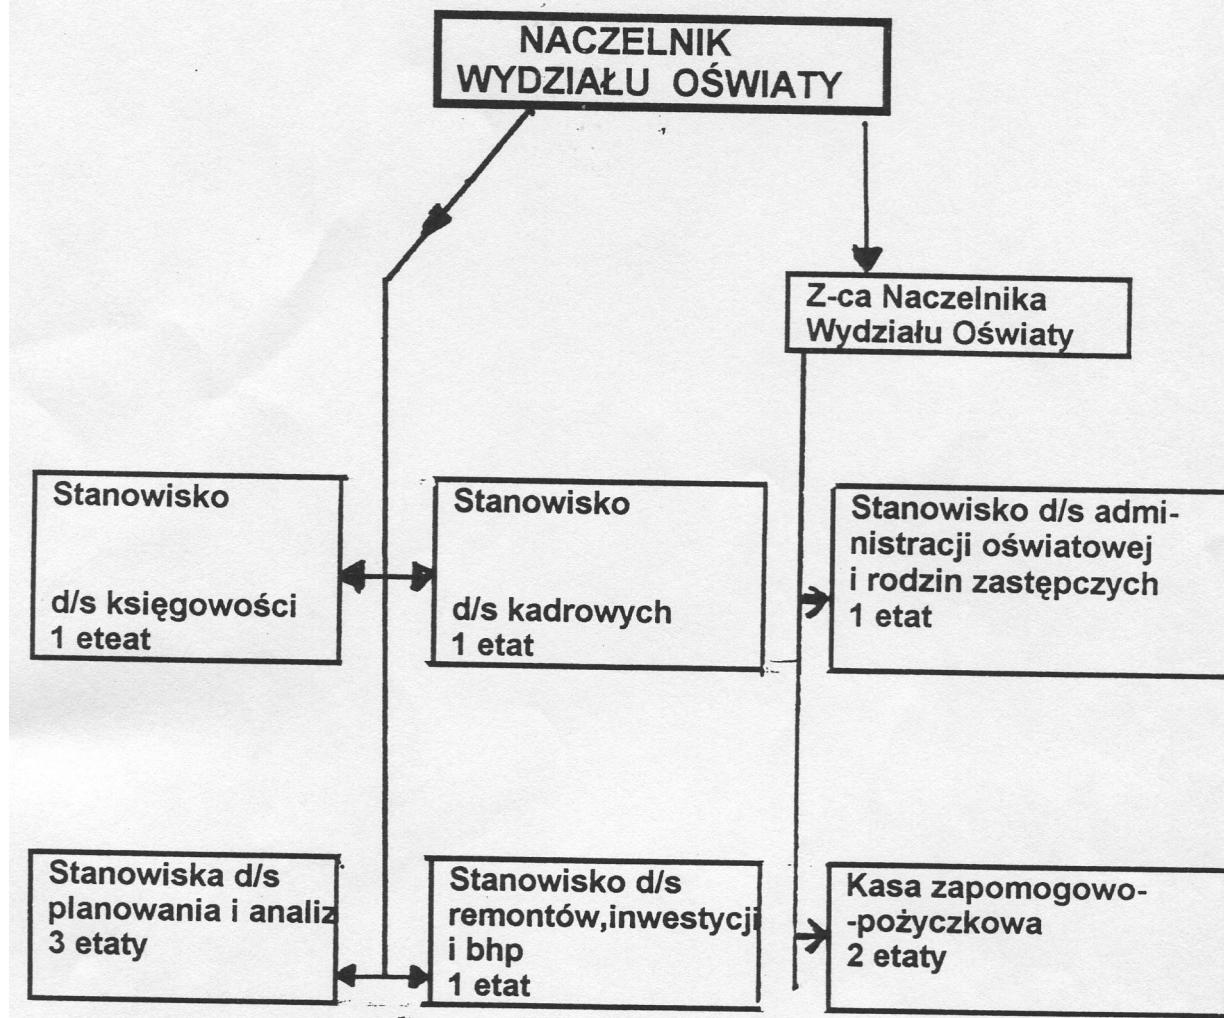 NACZELNIK
WYDZIAŁU OŚWIATY
Z-ca Naczelnika
Wydziału Oświaty
Stanowisko
d/s księgowości
1 eteat
Stanowisko
d/s kadrowych
1 etat
Stanowisko d/s admi-
nistracji oświatowej
i rodzin zastępczych
1 etat
Stanowiska d/s
planowania i analiz
3 etaty
Stanowisko d/s
remontów,inwestycji
i bhp
1 etat
Kasa zapomogowo-
-pożyczkowa
2 etaty